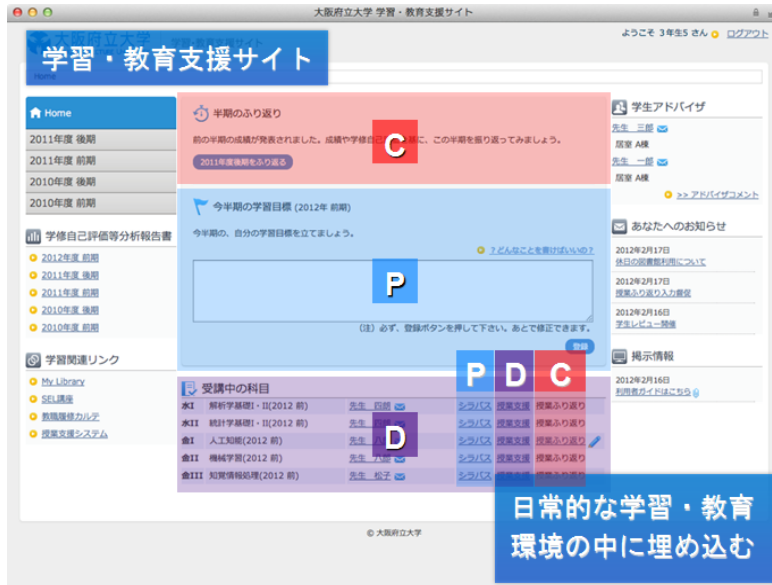 大阪府立大学 学習・教育支援サイト
ようこそ 3年生5 さん ログアウト
大阪府立大学
学習・教育支援サイト
Home
Home
2011年度 後期
2011年度 前期
2010年度 後期
2010年度 前期
学修自己評価等分析報告書
2012年度 前期
2011年度 後期
2011年度 前期
2010年度 後期
2010年度 前期
学習関連リンク
My Library
SEL講座
教職履修カルテ
授業支援システム
半期のふり返り
前の半期の成績が発表されました。成績や学修自己 基に、この半期を振り返ってみましょう。
C
2011年度後期をふり返る
今半期の学習目標 (2012年 前期)
今半期の、自分の学習目標を立てましょう。
？どんなことを書けばいいの？
P
（注）必ず、登録ボタンを押して下さい。あとで修正できます。
登録
受講中の科目
P D C
水I 解析学基礎I・II(2012 前) 先生 四郎 シラバス 授業支援 授業ふり返り
水II 統計学基礎I・II(2012 前) 先生 シラバス 授業支援 授業ふり返り
金I 人工知能(2012 前) 先生 シラバス 授業支援 授業ふり返り
金II 機械学習(2012 前) 先生 シラバス 授業支援 授業ふり返り
金III 知覚情報処理(2012 前) 先生 松子 シラバス 授業支援 授業ふり返り
D
学生アドバイザ
先生 三郎
居室 A棟
先生 一郎
居室 A棟
>> アドバイザコメント
あなたへのお知らせ
2012年2月17日
休日の図書館利用について
2012年2月17日
授業ふり返り入力督促
2012年2月16日
学生レビュー開催
掲示情報
2012年2月16日
利用者ガイドはこちら
日常的な学習・教育
環境の中に埋め込む
© 大阪府立大学